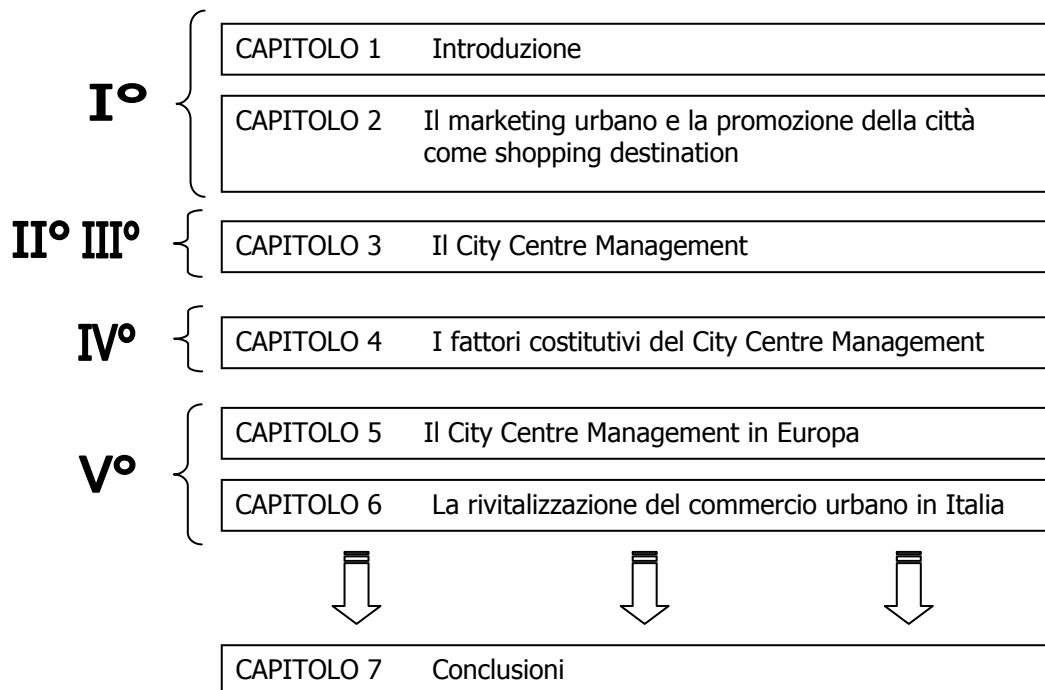 I°
CAPITOLO 1 Introduzione
CAPITOLO 2 Il marketing urbano e la promozione della città
come shopping destination
II° III°
CAPITOLO 3 Il City Centre Management
IV°
CAPITOLO 4 I fattori costitutivi del City Centre Management
V°
CAPITOLO 5 Il City Centre Management in Europa
CAPITOLO 6 La rivitalizzazione del commercio urbano in Italia
CAPITOLO 7 Conclusioni